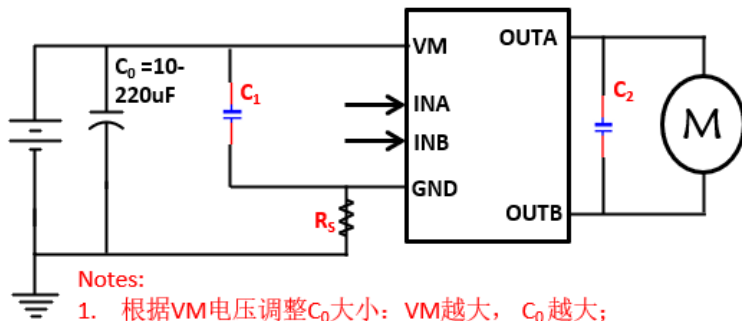 VM
OUTA
C₀ =10-
220uF
C₁
INA
INB
C₂
M
GND
Rₛ
OUTB
Notes:
1. 根据VM电压调整C₀大小：VM越大， C₀越大；